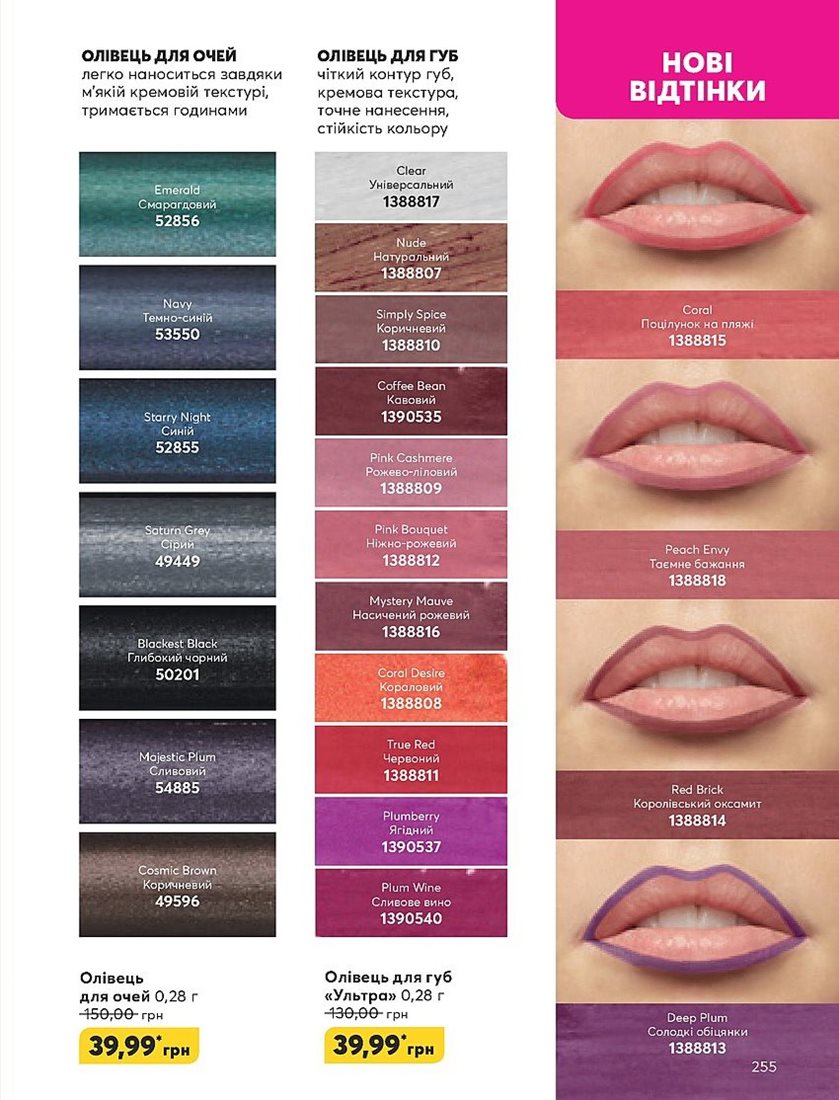 ОЛІВЕЦЬ ДЛЯ ОЧЕЙ
легко наноситься завдяки
м'якій кремовій текстурі,
тримається годинами
Emerald
Смарагдовий
52856
Navy
Темно-синій
53550
Starry Night
Синій
52855
Saturn Grey
Сірий
49449
Blackest Black
Глибокий чорний
50201
Majestic Plum
Сливовий
54885
Cosmic Brown
Коричневий
49596
Олівець
для очей 0,28 г
150,00 грн
39,99* грн
ОЛІВЕЦЬ ДЛЯ ГУБ
чіткий контур губ,
кремова текстура,
точне нанесення,
стійкість кольору
Clear
Універсальний
1388817
Nude
Натуральний
1388807
Simply Spice
Коричневий
1388810
Coffee Bean
Кавовий
1390535
Pink Cashmere
Рожево-ліловий
1388809
Pink Bouquet
Ніжно-рожевий
1388812
Mystery Mauve
Насичений рожевий
1388816
Coral Desire
Кораловий
1388808
True Red
Червоний
1388811
Plumberry
Ягідний
1390537
Plum Wine
Сливове вино
1390540
Олівець для губ
«Ультра» 0,28 г
130,00 грн
39,99* грн
НОВІ
ВІДТІНКИ
Coral
Поцілунок на пляжі
1388815
Peach Envy
Таємне бажання
1388818
Red Brick
Королівський оксамит
1388814
Deep Plum
Солодкі обіцянки
1388813
255